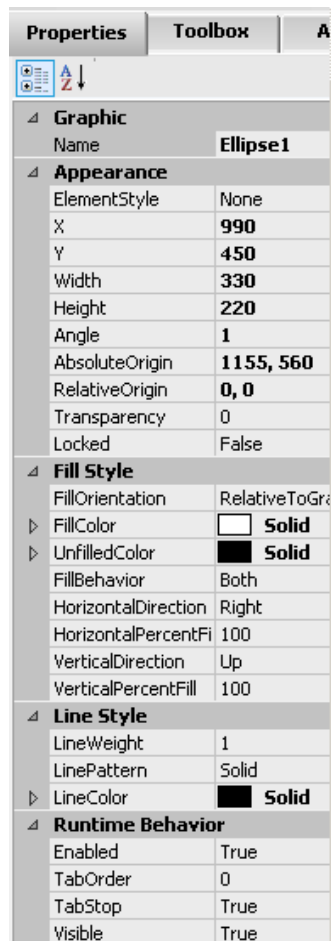 Properties Toolbox A
A Z
Graphic
Name Ellipse1
Appearance
ElementStyle None
X 990
Y 450
Width 330
Height 220
Angle 1
AbsoluteOrigin 1155, 560
RelativeOrigin 0, 0
Transparency 0
Locked False
Fill Style
FillOrientation RelativeToGra
FillColor Solid
UnfilledColor Solid
FillBehavior Both
HorizontalDirection Right
HorizontalPercentFi 100
VerticalDirection Up
VerticalPercentFill 100
Line Style
LineWeight 1
LinePattern Solid
LineColor Solid
Runtime Behavior
Enabled True
TabOrder 0
TabStop True
Visible True